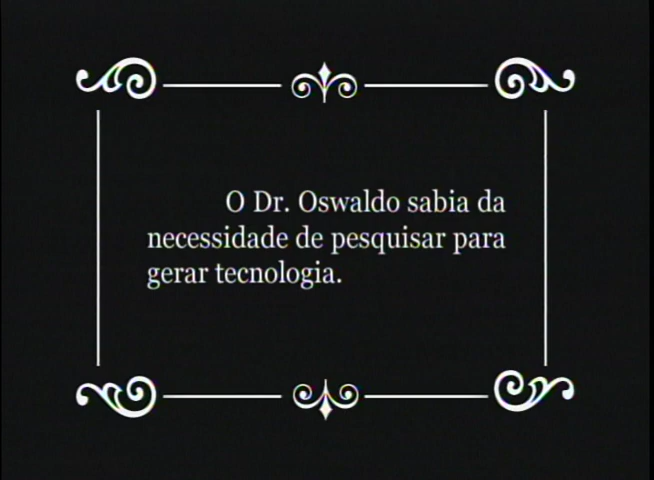 O Dr. Oswaldo sabia da
necessidade de pesquisar para
gerar tecnologia.